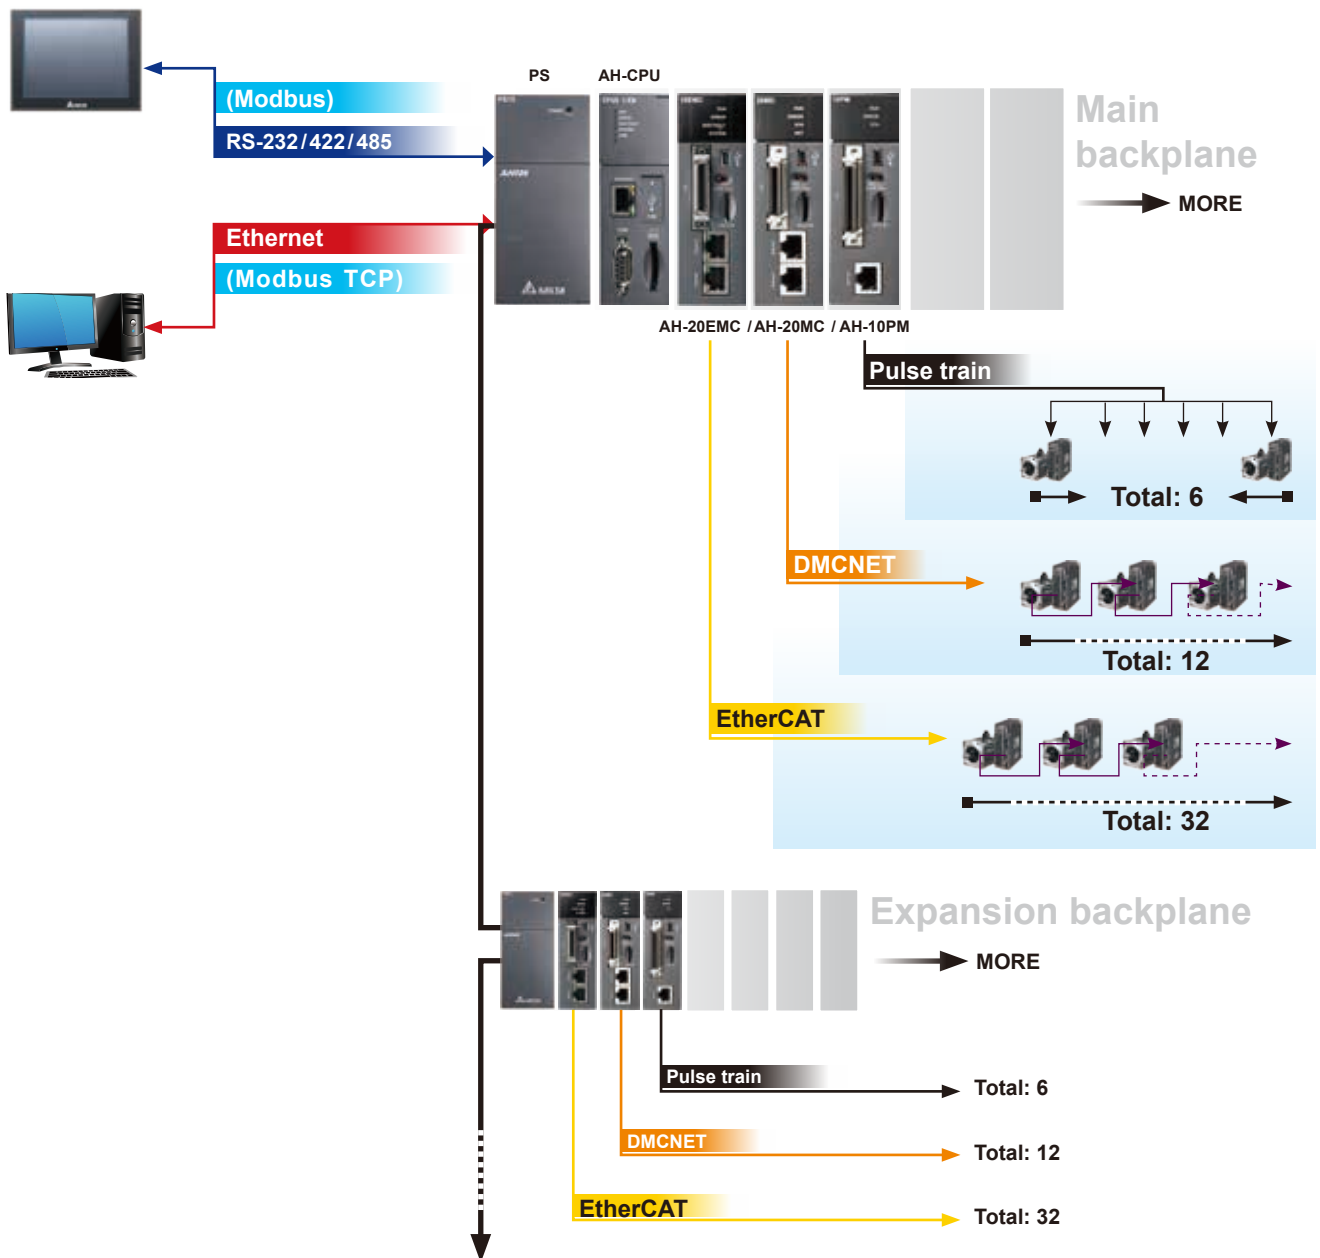 PS
AH-CPU
(Modbus)
RS-232/422/485
Main
backplane
MORE
Ethernet
(Modbus TCP)
AH-20EMC / AH-20MC / AH-10PM
Pulse train
Total: 6
DMCNET
Total: 12
EtherCAT
Total: 32
Expansion backplane
MORE
Pulse train
Total: 6
DMCNET
Total: 12
EtherCAT
Total: 32